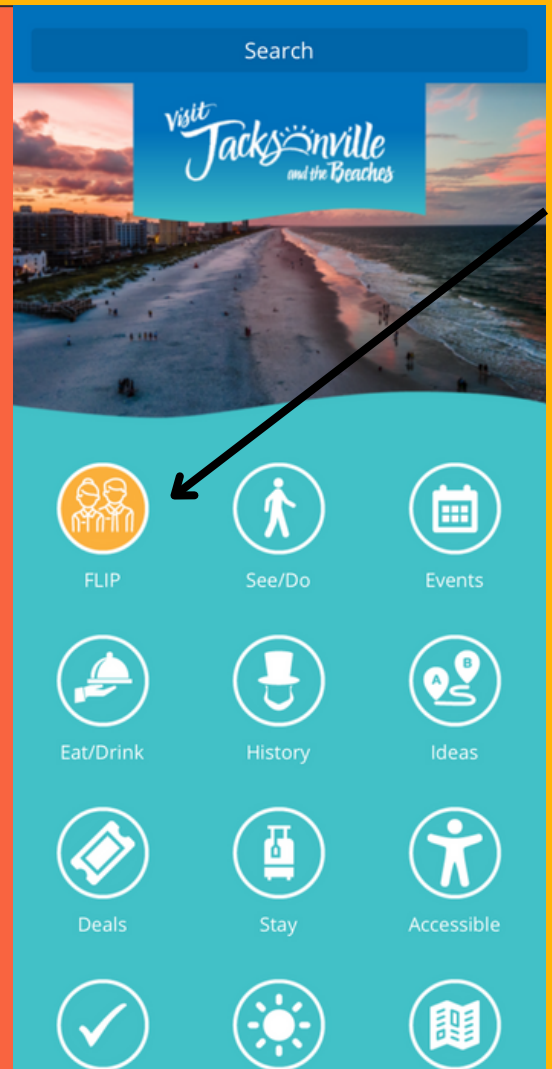 Search
Visit
Jacksonville
and the Beaches
FLIP
See/Do
Events
Eat/Drink
History
A B
Ideas
Deals
Stay
Accessible